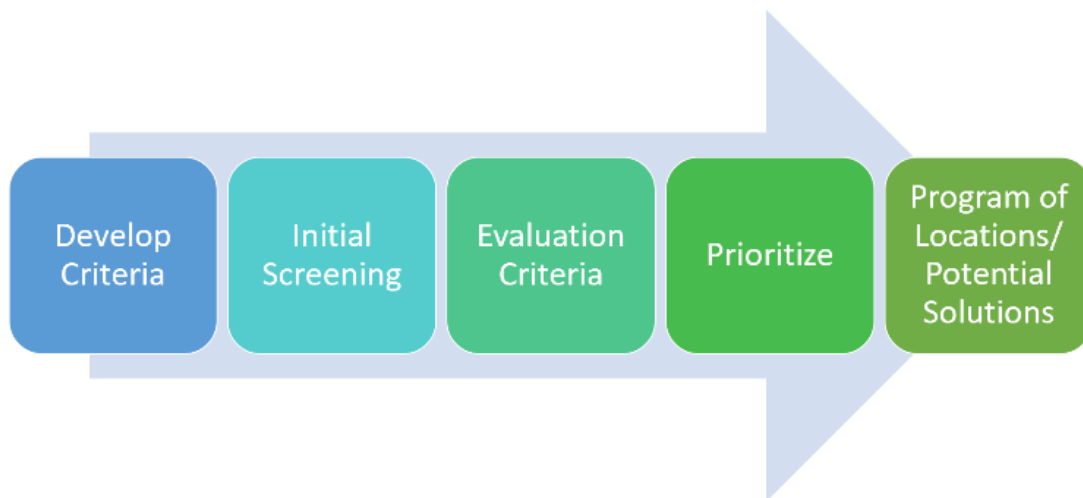 Develop
Criteria
Initial
Screening
Evaluation
Criteria
Prioritize
Program of
Locations/
Potential
Solutions